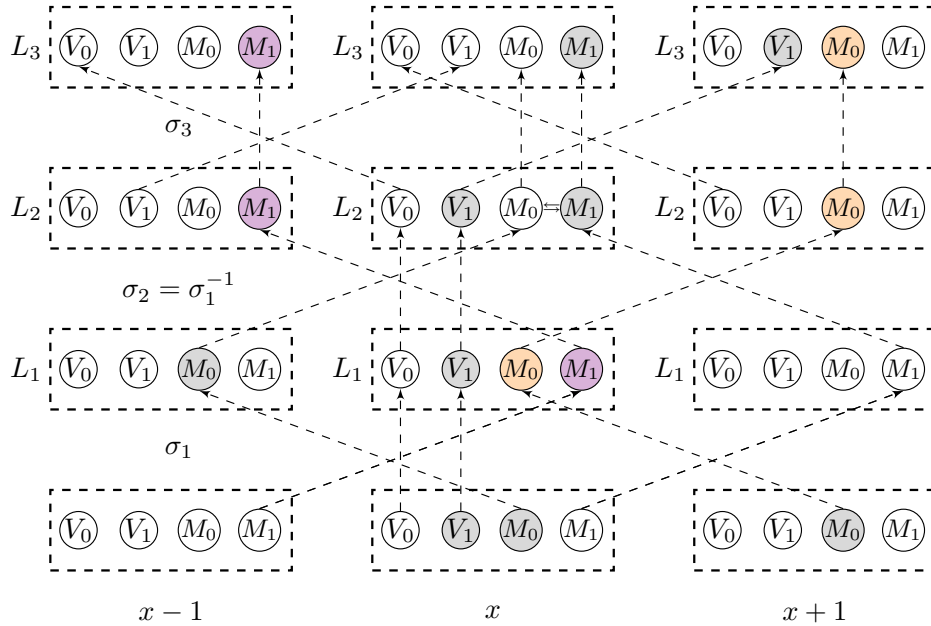 L₃ V₀ V₁ M₀ M₁ L₃ V₀ V₁ M₀ M₁ L₃ V₀ V₁ M₀ M₁
σ₃
L₂ V₀ V₁ M₀ M₁ L₂ V₀ V₁ M₀ ⇆ M₁ L₂ V₀ V₁ M₀ M₁
σ₂ = σ₁⁻¹
L₁ V₀ V₁ M₀ M₁ L₁ V₀ V₁ M₀ M₁ L₁ V₀ V₁ M₀ M₁
σ₁
V₀ V₁ M₀ M₁ V₀ V₁ M₀ M₁ V₀ V₁ M₀ M₁
x − 1 x x + 1